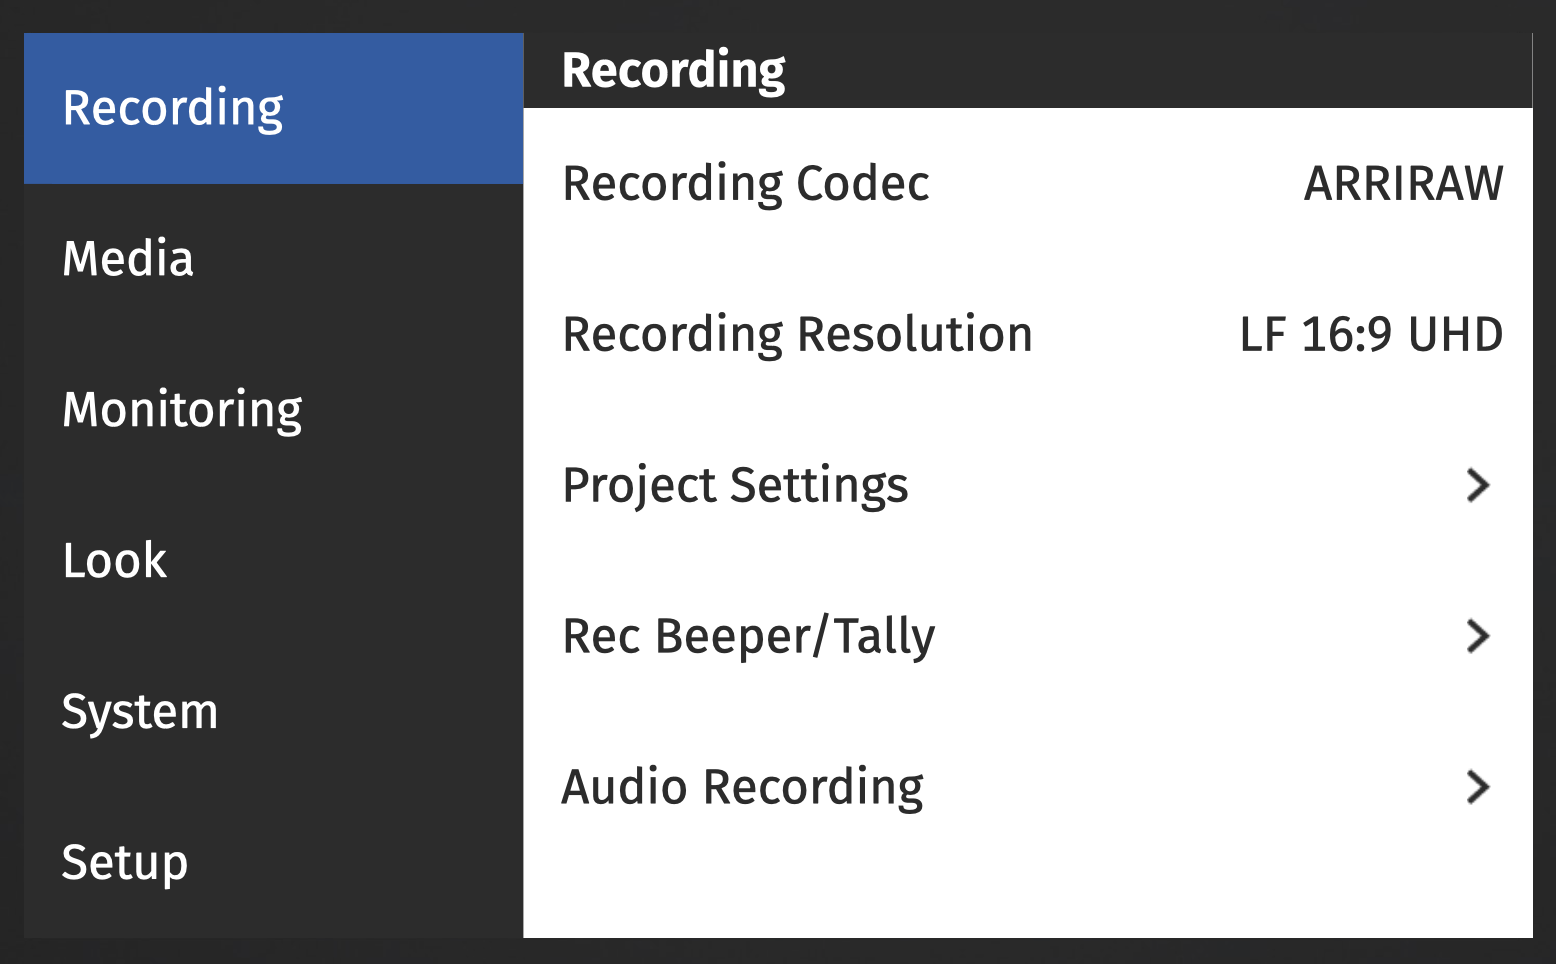 Recording
Media
Monitoring
Look
System
Setup
Recording
Recording Codec ARRIRAW
Recording Resolution LF 16:9 UHD
Project Settings
Rec Beeper/Tally
Audio Recording